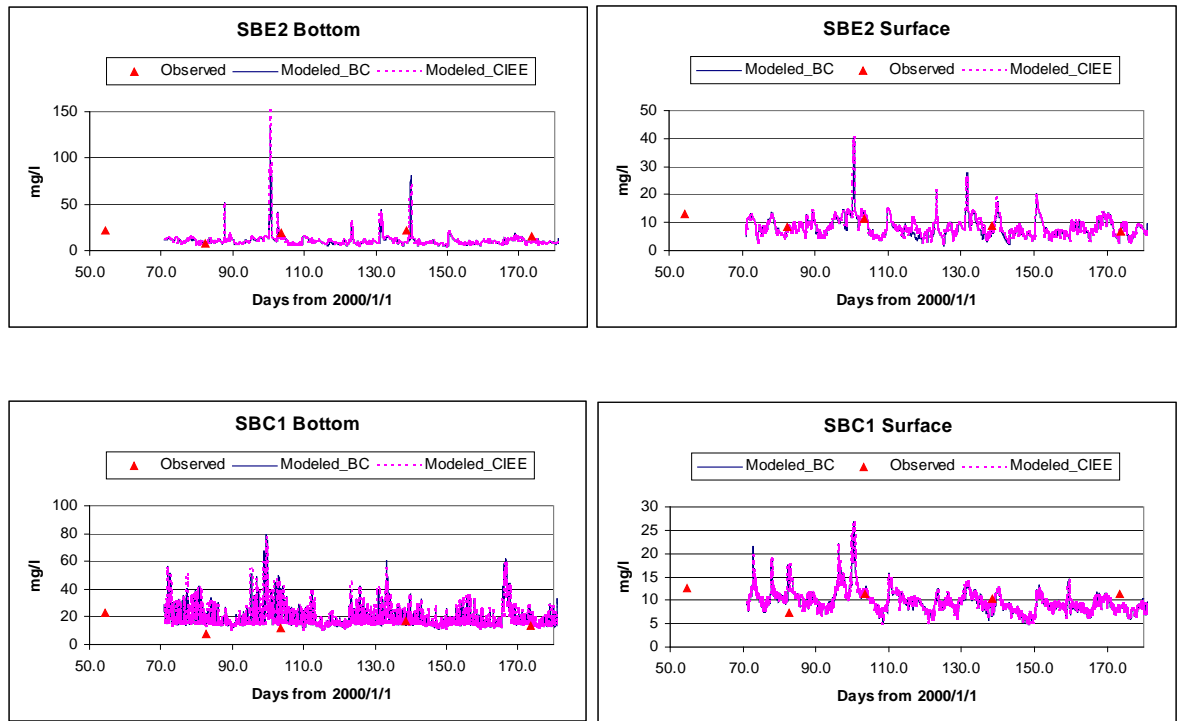 SBE2 Bottom
Observed Modeled_BC Modeled_CIEE
150
100
50
0
mg/l
50.0 70.0 90.0 110.0 130.0 150.0 170.0
Days from 2000/1/1
SBE2 Surface
Modeled_BC Observed Modeled_CIEE
50
40
30
20
10
0
mg/l
50.0 70.0 90.0 110.0 130.0 150.0 170.0
Days from 2000/1/1
SBC1 Bottom
Observed Modeled_BC Modeled_CIEE
100
80
60
40
20
0
mg/l
50.0 70.0 90.0 110.0 130.0 150.0 170.0
Days from 2000/1/1
SBC1 Surface
Modeled_BC Observed Modeled_CIEE
30
25
20
15
10
5
0
mg/l
50.0 70.0 90.0 110.0 130.0 150.0 170.0
Days from 2000/1/1